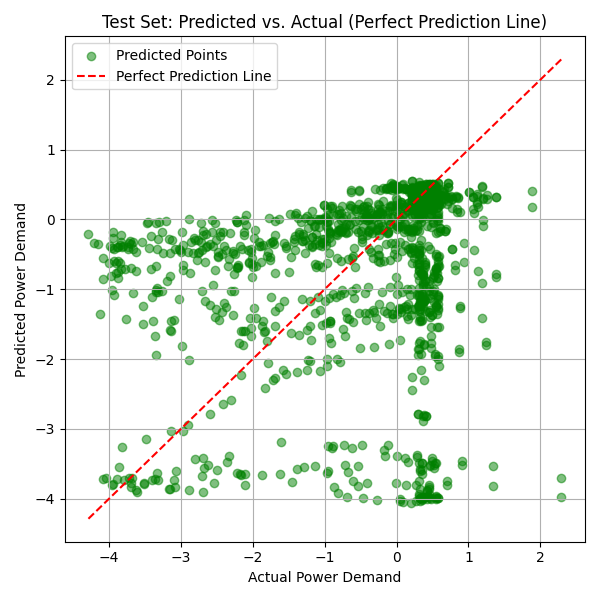 Test Set: Predicted vs. Actual (Perfect Prediction Line)
Predicted Points
Perfect Prediction Line
2
1
0
−1
−2
−3
−4
Predicted Power Demand
−4 −3 −2 −1 0 1 2
Actual Power Demand